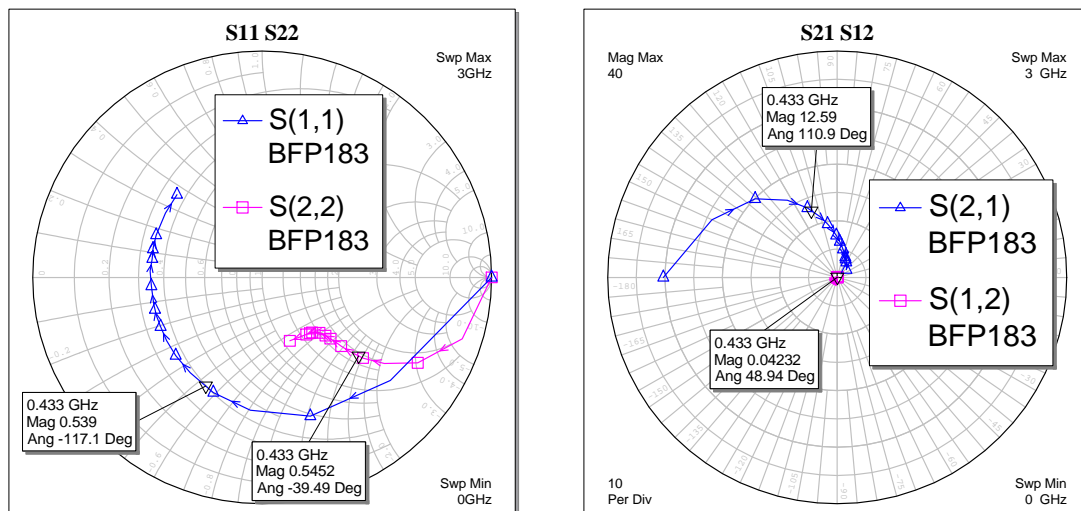 S11 S22
Swp Max
3GHz
S(1,1)
BFP183
S(2,2)
BFP183
0.433 GHz
Mag 0.539
Ang -117.1 Deg
0.433 GHz
Mag 0.5452
Ang -39.49 Deg
Swp Min
0GHz
S21 S12
Mag Max
40
Swp Max
3 GHz
0.433 GHz
Mag 12.59
Ang 110.9 Deg
S(2,1)
BFP183
S(1,2)
BFP183
0.433 GHz
Mag 0.04232
Ang 48.94 Deg
10
Per Div
Swp Min
0 GHz